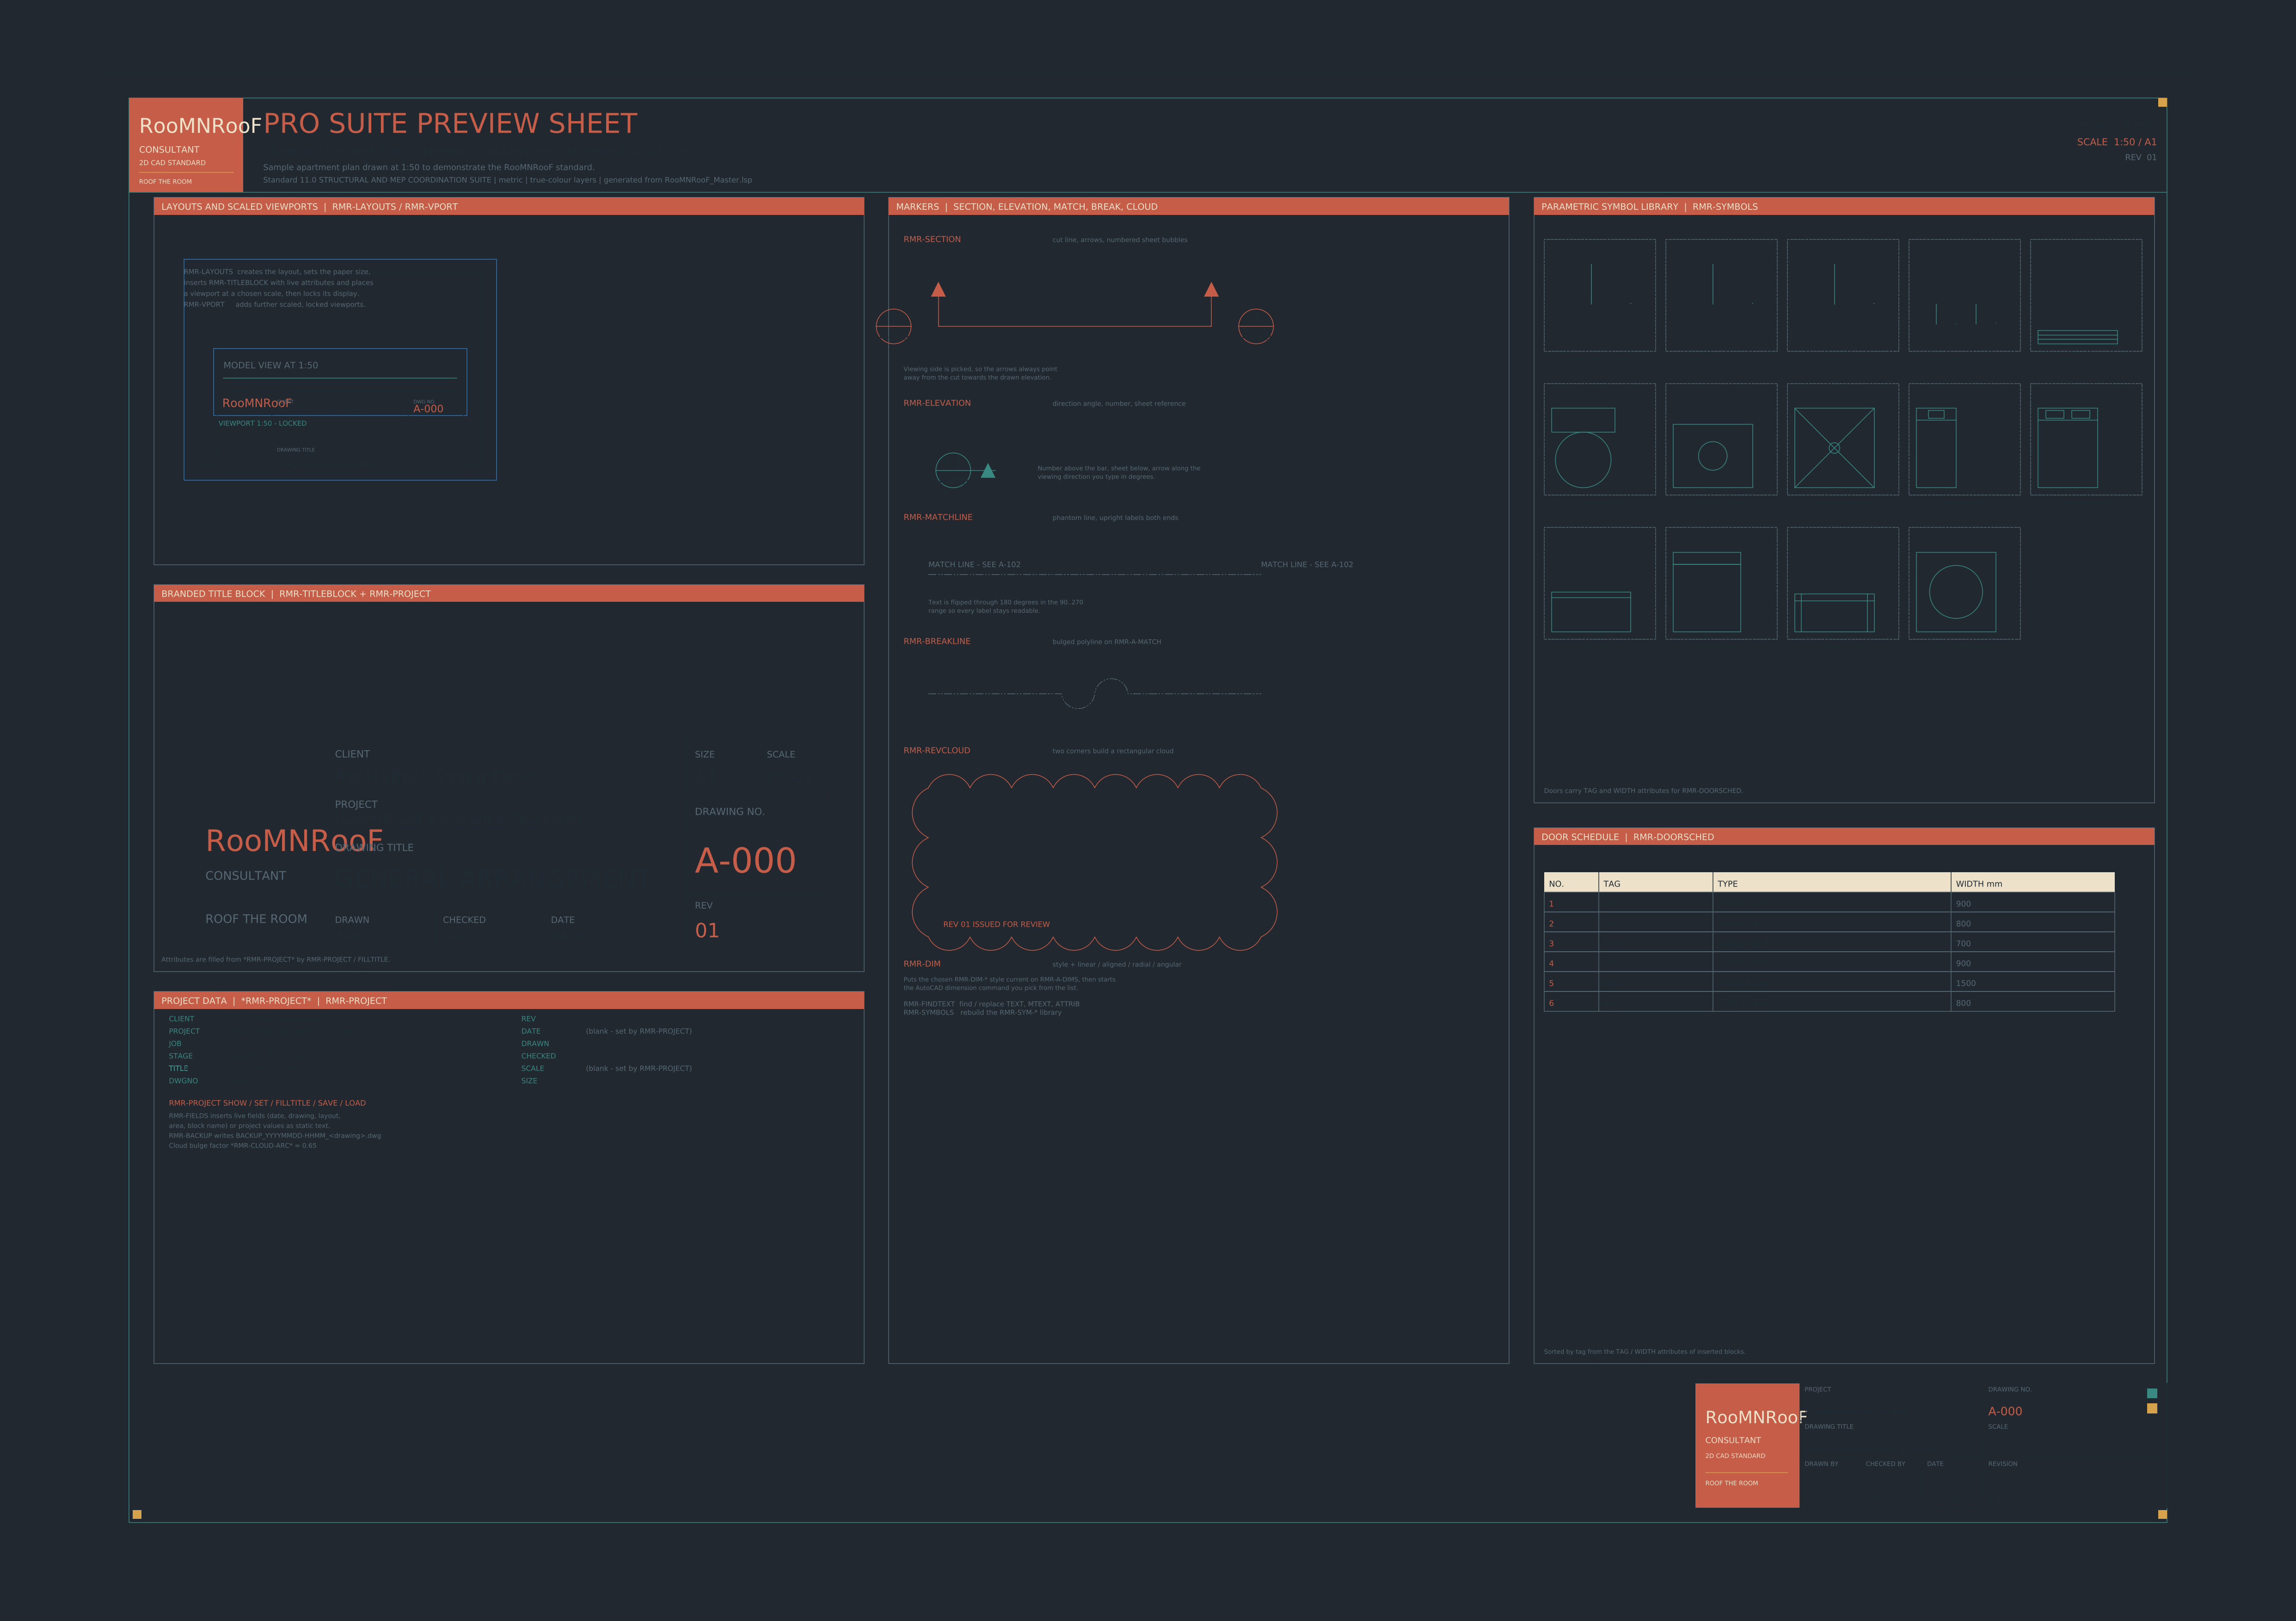 RooMNRooF
CONSULTANT
2D CAD STANDARD
ROOF THE ROOM
PRO SUITE PREVIEW SHEET
Sample apartment plan drawn at 1:50 to demonstrate the RooMNRooF standard.
Standard 11.0 STRUCTURAL AND MEP COORDINATION SUITE | metric | true-colour layers | generated from RooMNRooF_Master.lsp
SCALE 1:50 / A1
REV 01
LAYOUTS AND SCALED VIEWPORTS | RMR-LAYOUTS / RMR-VPORT
RMR-LAYOUTS creates the layout, sets the paper size,
inserts RMR-TITLEBLOCK with live attributes and places
a viewport at a chosen scale, then locks its display.
RMR-VPORT adds further scaled, locked viewports.
MODEL VIEW AT 1:50
RooMNRooF
DWG NO.
A-000
VIEWPORT 1:50 - LOCKED
DRAWING TITLE
BRANDED TITLE BLOCK | RMR-TITLEBLOCK + RMR-PROJECT
CLIENT
SIZE SCALE
PROJECT
DRAWING NO.
RooMNRooF
DRAWING TITLE
A-000
CONSULTANT
REV
ROOF THE ROOM DRAWN CHECKED DATE
01
Attributes are filled from *RMR-PROJECT* by RMR-PROJECT / FILLTITLE.
PROJECT DATA | *RMR-PROJECT* | RMR-PROJECT
CLIENT REV
PROJECT DATE (blank - set by RMR-PROJECT)
JOB DRAWN
STAGE CHECKED
TITLE SCALE (blank - set by RMR-PROJECT)
DWGNO SIZE
RMR-PROJECT SHOW / SET / FILLTITLE / SAVE / LOAD
RMR-FIELDS inserts live fields (date, drawing, layout,
area, block name) or project values as static text.
RMR-BACKUP writes BACKUP_YYYYMMDD-HHMM_<drawing>.dwg
Cloud bulge factor *RMR-CLOUD-ARC* = 0.65
MARKERS | SECTION, ELEVATION, MATCH, BREAK, CLOUD
RMR-SECTION cut line, arrows, numbered sheet bubbles
Viewing side is picked, so the arrows always point
away from the cut towards the drawn elevation.
RMR-ELEVATION direction angle, number, sheet reference
Number above the bar, sheet below, arrow along the
viewing direction you type in degrees.
RMR-MATCHLINE phantom line, upright labels both ends
MATCH LINE - SEE A-102 MATCH LINE - SEE A-102
Text is flipped through 180 degrees in the 90..270
range so every label stays readable.
RMR-BREAKLINE bulged polyline on RMR-A-MATCH
RMR-REVCLOUD two corners build a rectangular cloud
REV 01 ISSUED FOR REVIEW
RMR-DIM style + linear / aligned / radial / angular
Puts the chosen RMR-DIM-* style current on RMR-A-DIMS, then starts
the AutoCAD dimension command you pick from the list.
RMR-FINDTEXT find / replace TEXT, MTEXT, ATTRIB
RMR-SYMBOLS rebuild the RMR-SYM-* library
PARAMETRIC SYMBOL LIBRARY | RMR-SYMBOLS
Doors carry TAG and WIDTH attributes for RMR-DOORSCHED.
DOOR SCHEDULE | RMR-DOORSCHED
NO. TAG TYPE WIDTH mm
1 900
2 800
3 700
4 900
5 1500
6 800
Sorted by tag from the TAG / WIDTH attributes of inserted blocks.
RooMNRooF
CONSULTANT
2D CAD STANDARD
ROOF THE ROOM
PROJECT DRAWING NO.
A-000
DRAWING TITLE SCALE
DRAWN BY CHECKED BY DATE REVISION